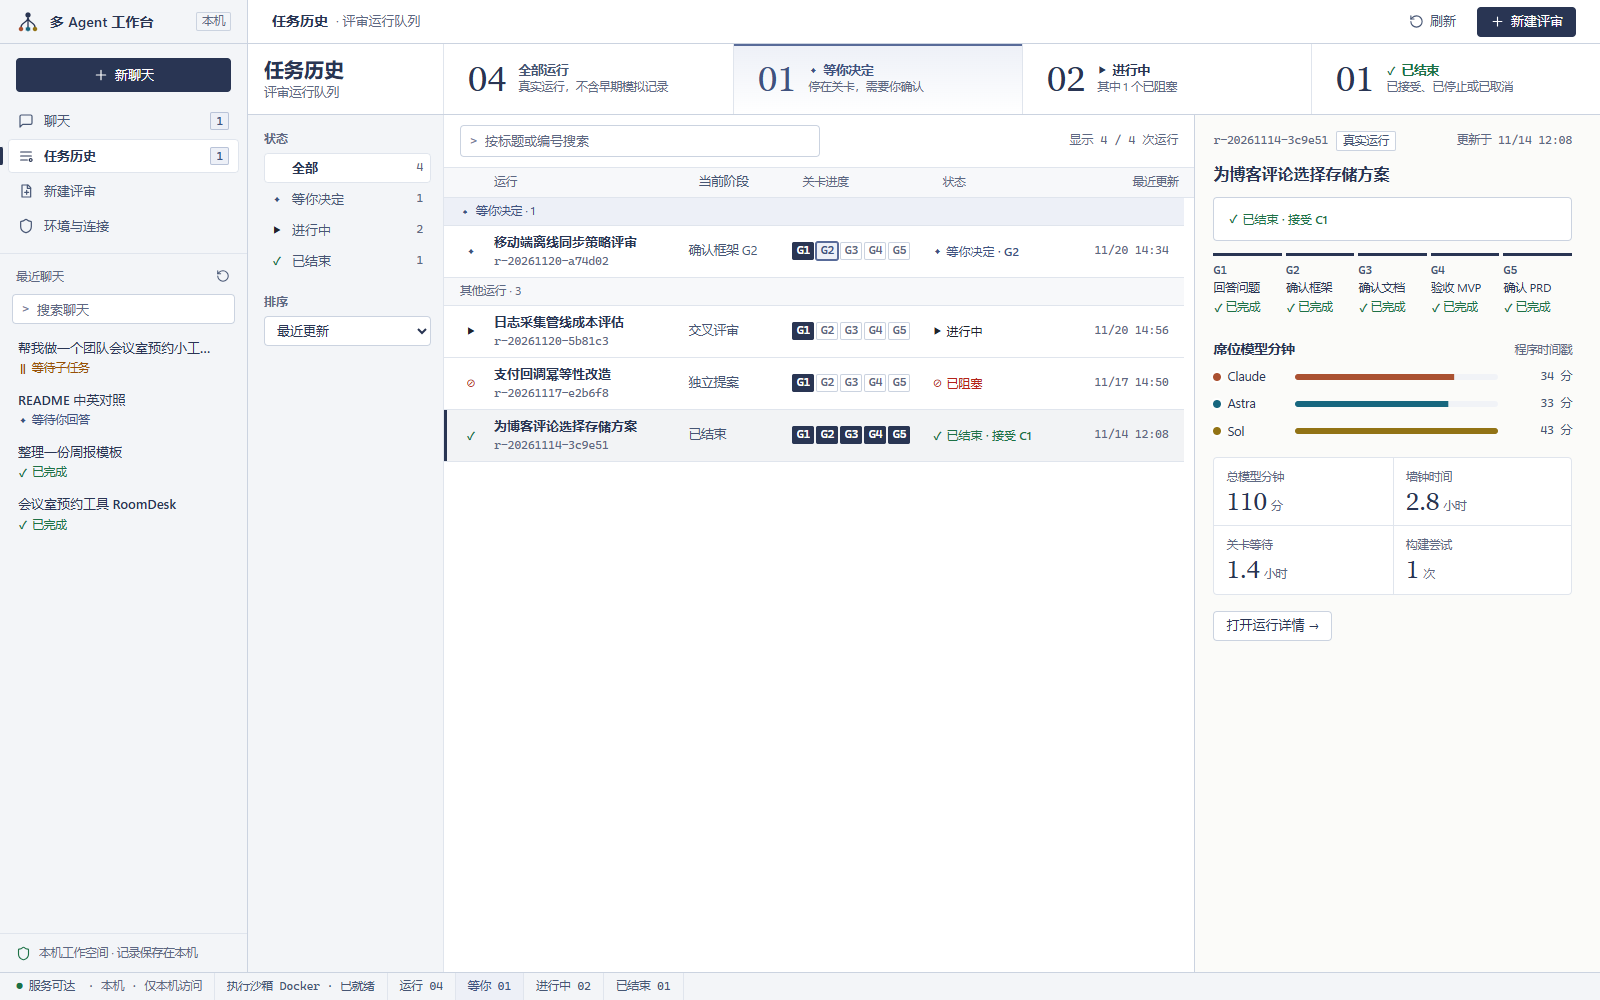 多 Agent 工作台
本机
+ 新聊天
聊天 1
任务历史 1
新建评审
环境与连接
最近聊天
> 搜索聊天
帮我做一个团队会议室预约小工...
等待子任务
README 中英对照
等待你回答
整理一份周报模板
✓ 已完成
会议室预约工具 RoomDesk
✓ 已完成
本机工作空间 · 记录保存在本机
任务历史 · 评审运行队列
刷新
+ 新建评审
任务历史
评审运行队列
04 全部运行
真实运行，不含早期模拟记录
01 等你决定
停在关卡，需要你确认
02 进行中
其中 1 个已阻塞
01 ✓ 已结束
已接受、已停止或已取消
状态
全部 4
等你决定 1
进行中 2
✓ 已结束 1
排序
最近更新
> 按标题或编号搜索
显示 4 / 4 次运行
运行 当前阶段 关卡进度 状态 最近更新
等你决定 · 1
移动端离线同步策略评审
r-20261120-a74d02
确认框架 G2
G1 G2 G3 G4 G5
等你决定 · G2
11/20 14:34
其他运行 · 3
日志采集管线成本评估
r-20261120-5b81c3
交叉评审
G1 G2 G3 G4 G5
进行中
11/20 14:56
支付回调幂等性改造
r-20261117-e2b6f8
独立提案
G1 G2 G3 G4 G5
已阻塞
11/17 14:50
为博客评论选择存储方案
r-20261114-3c9e51
已结束
G1 G2 G3 G4 G5
✓ 已结束 · 接受 C1
11/14 12:08
r-20261114-3c9e51 真实运行 更新于 11/14 12:08
为博客评论选择存储方案
✓ 已结束 · 接受 C1
G1 G2 G3 G4 G5
回答问题 确认框架 确认文档 验收 MVP 确认 PRD
✓ 已完成 ✓ 已完成 ✓ 已完成 ✓ 已完成 ✓ 已完成
席位模型分钟 程序时间戳
Claude 34 分
Astra 33 分
Sol 43 分
总模型分钟
110 分
墙钟时间
2.8 小时
关卡等待
1.4 小时
构建尝试
1 次
打开运行详情 →
服务可达 · 本机 · 仅本机访问 执行沙箱 Docker · 已就绪 运行 04 等你 01 进行中 02 已结束 01